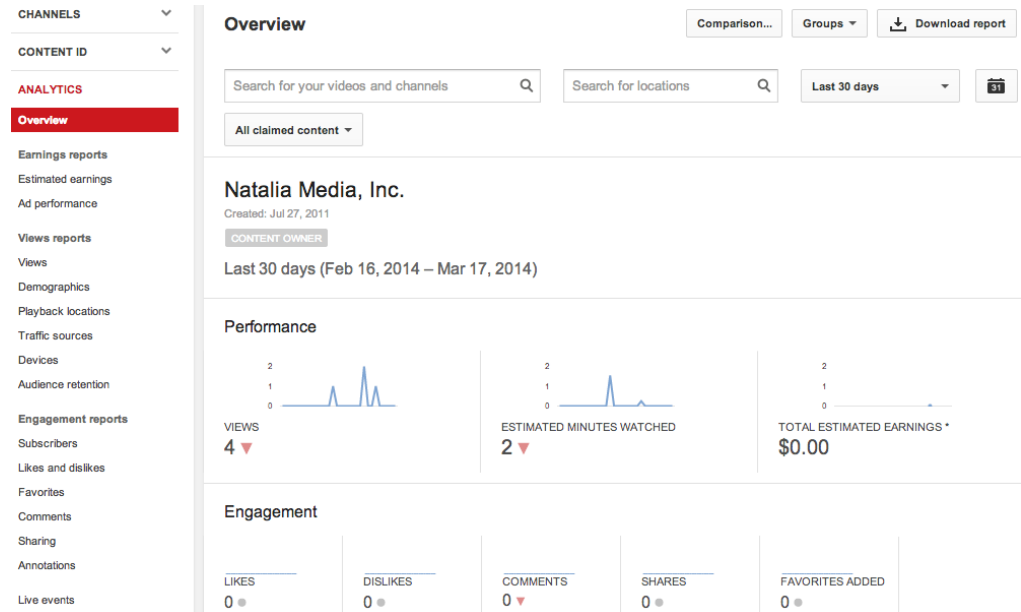 CHANNELS
CONTENT ID
ANALYTICS
Overview
Earnings reports
Estimated earnings
Ad performance
Views reports
Views
Demographics
Playback locations
Traffic sources
Devices
Audience retention
Engagement reports
Subscribers
Likes and dislikes
Favorites
Comments
Sharing
Annotations
Live events
Overview
Comparison...
Groups
Download report
Search for your videos and channels
Search for locations
Last 30 days
31
All claimed content
Natalia Media, Inc.
Created: Jul 27, 2011
CONTENT OWNER
Last 30 days (Feb 16, 2014 – Mar 17, 2014)
Performance
2
1
0
VIEWS
4
2
1
0
ESTIMATED MINUTES WATCHED
2
2
1
0
TOTAL ESTIMATED EARNINGS *
$0.00
Engagement
LIKES
0
DISLIKES
0
COMMENTS
0
SHARES
0
FAVORITES ADDED
0